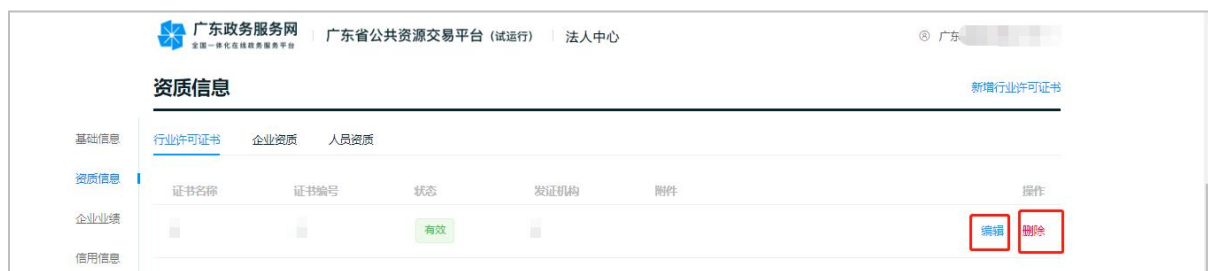 广东政务服务网 广东省公共资源交易平台 (试运行) 法人中心 广东
全国一体化在线政务服务平台
资质信息 新增行业许可证书
基础信息 行业许可证书 企业资质 人员资质
资质信息
证书名称 证书编号 状态 发证机构 附件 操作
企业业绩 有效 编辑 删除
信用信息